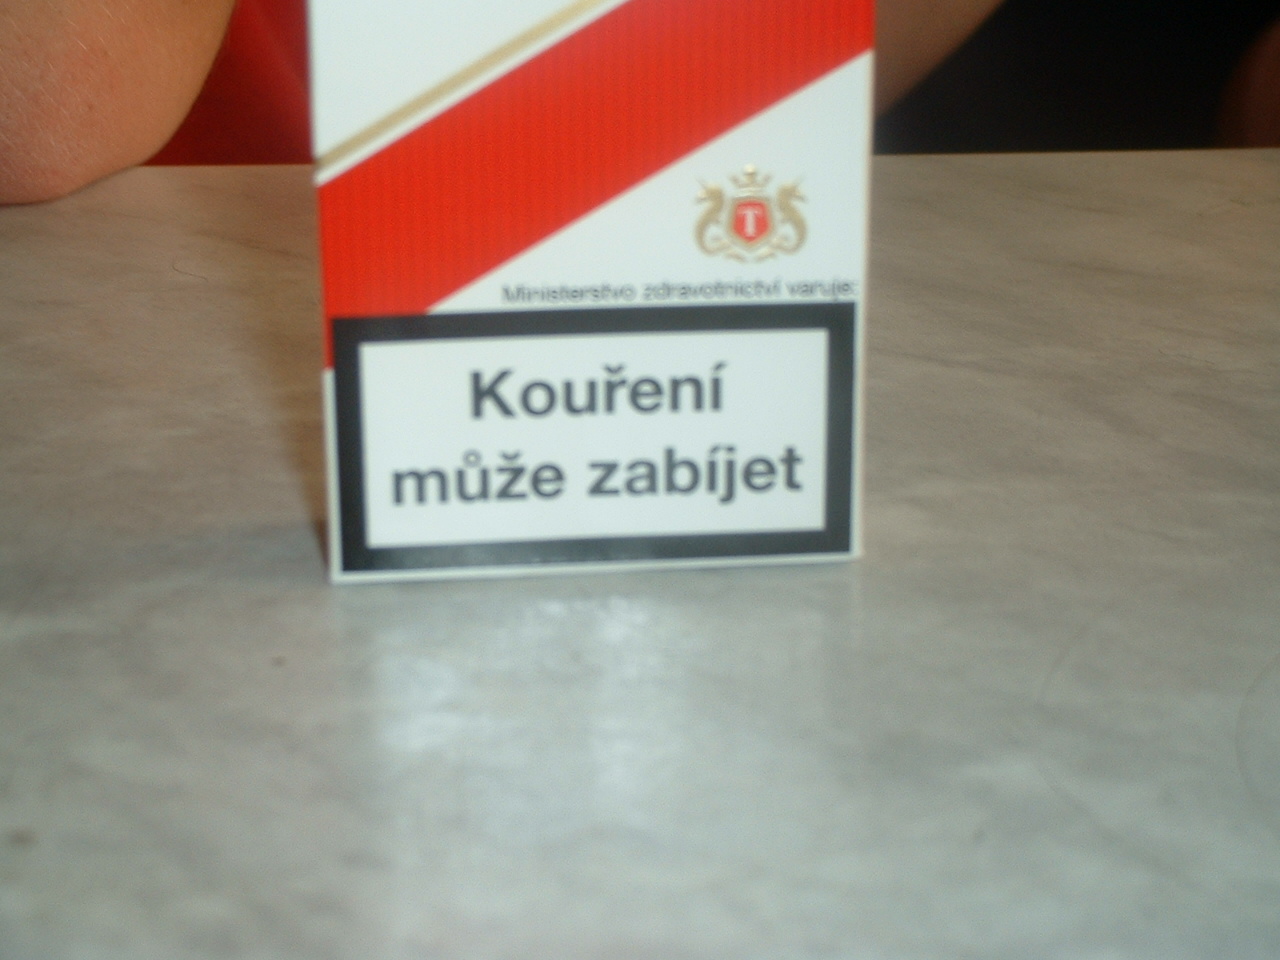 T
Ministerstvo zdravotnictví varuje:
Kouření
může zabíjet